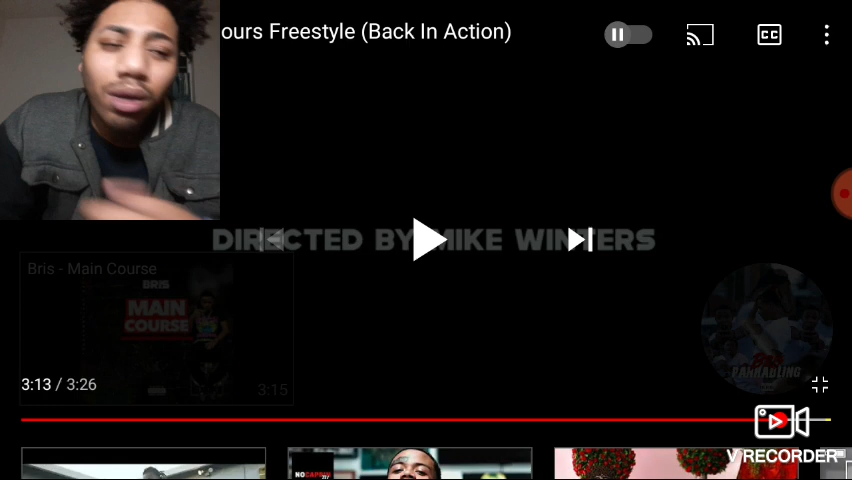 ours Freestyle (Back In Action)
CC
DIRECTED BY MIKE WINTERS
Bris - Main Course
BRIS
MAIN
COURSE
3:15
3:13 / 3:26
V RECORDER